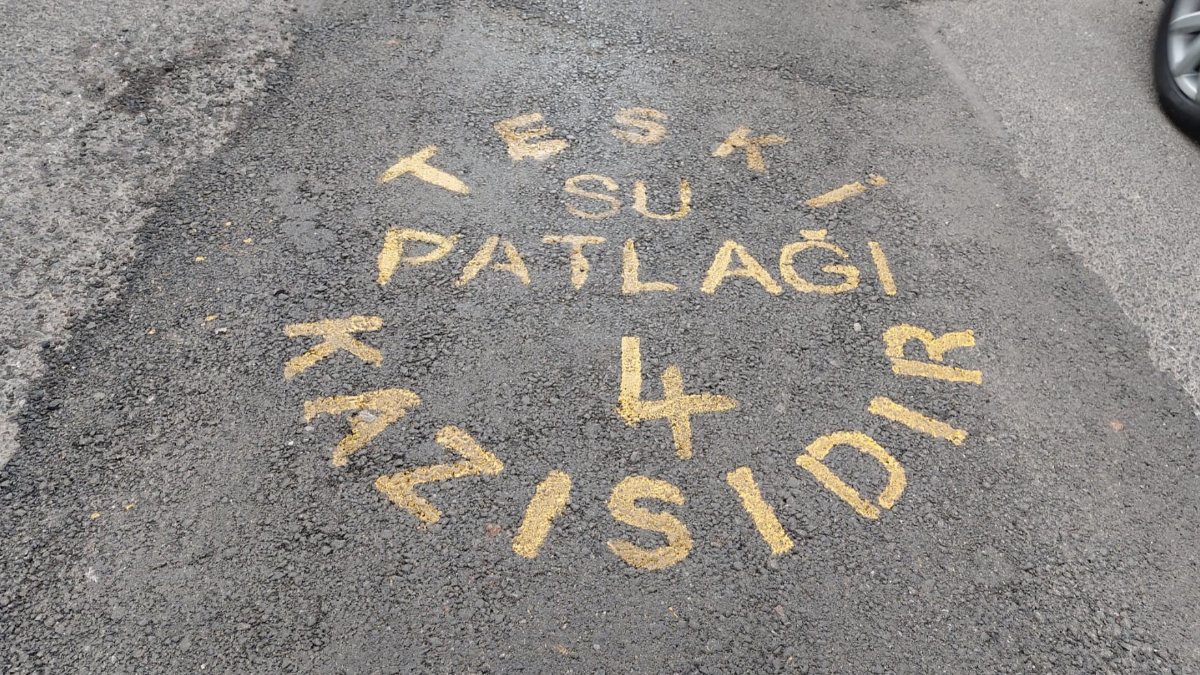 TESKİ
SU
PATLAĞI
4
KAZISIDIR